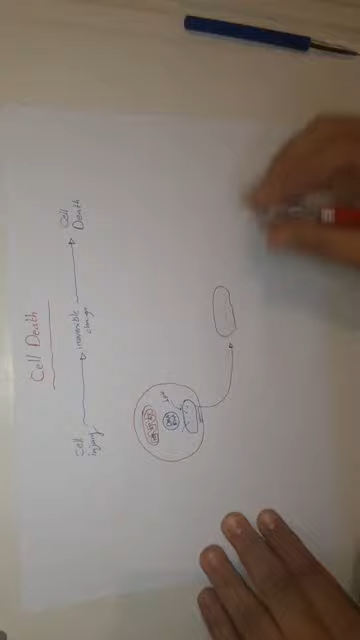 Cell Death
Cell
injury
irreversible
change
Cell
Death